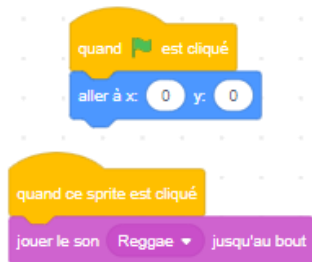 quand est cliqué
aller à x: 0 y: 0
quand ce sprite est cliqué
jouer le son Reggae jusqu'au bout